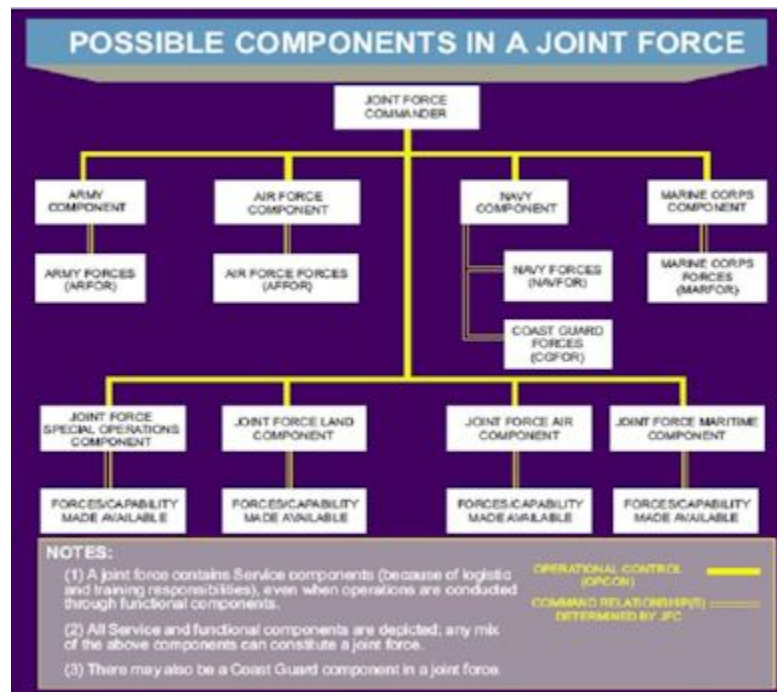 POSSIBLE COMPONENTS IN A JOINT FORCE
JOINT FORCE
COMMANDER
ARMY
COMPONENT
AIR FORCE
COMPONENT
NAVY
COMPONENT
MARINE CORPS
COMPONENT
ARMY FORCES
(ARFOR)
AIR FORCE FORCES
(AFFOR)
NAVY FORCES
(NAVFOR)
MARINE CORPS
FORCES
(MARFOR)
COAST GUARD
FORCES
(CGFOR)
JOINT FORCE
SPECIAL OPERATIONS
COMPONENT
JOINT FORCE LAND
COMPONENT
JOINT FORCE AIR
COMPONENT
JOINT FORCE MARITIME
COMPONENT
FORCES/CAPABILITY
MADE AVAILABLE
FORCES/CAPABILITY
MADE AVAILABLE
FORCES/CAPABILITY
MADE AVAILABLE
FORCES/CAPABILITY
MADE AVAILABLE
NOTES:
(1) A joint force contains Service components (because of logistic
and training responsibilities), even when operations are conducted
through functional components.
(2) All Service and functional components are depicted; any mix
of the above components can constitute a joint force.
(3) There may also be a Coast Guard component in a joint force.
OPERATIONAL CONTROL
(OPCON)
COMMAND RELATIONSHIP(S)
DETERMINED BY JFC